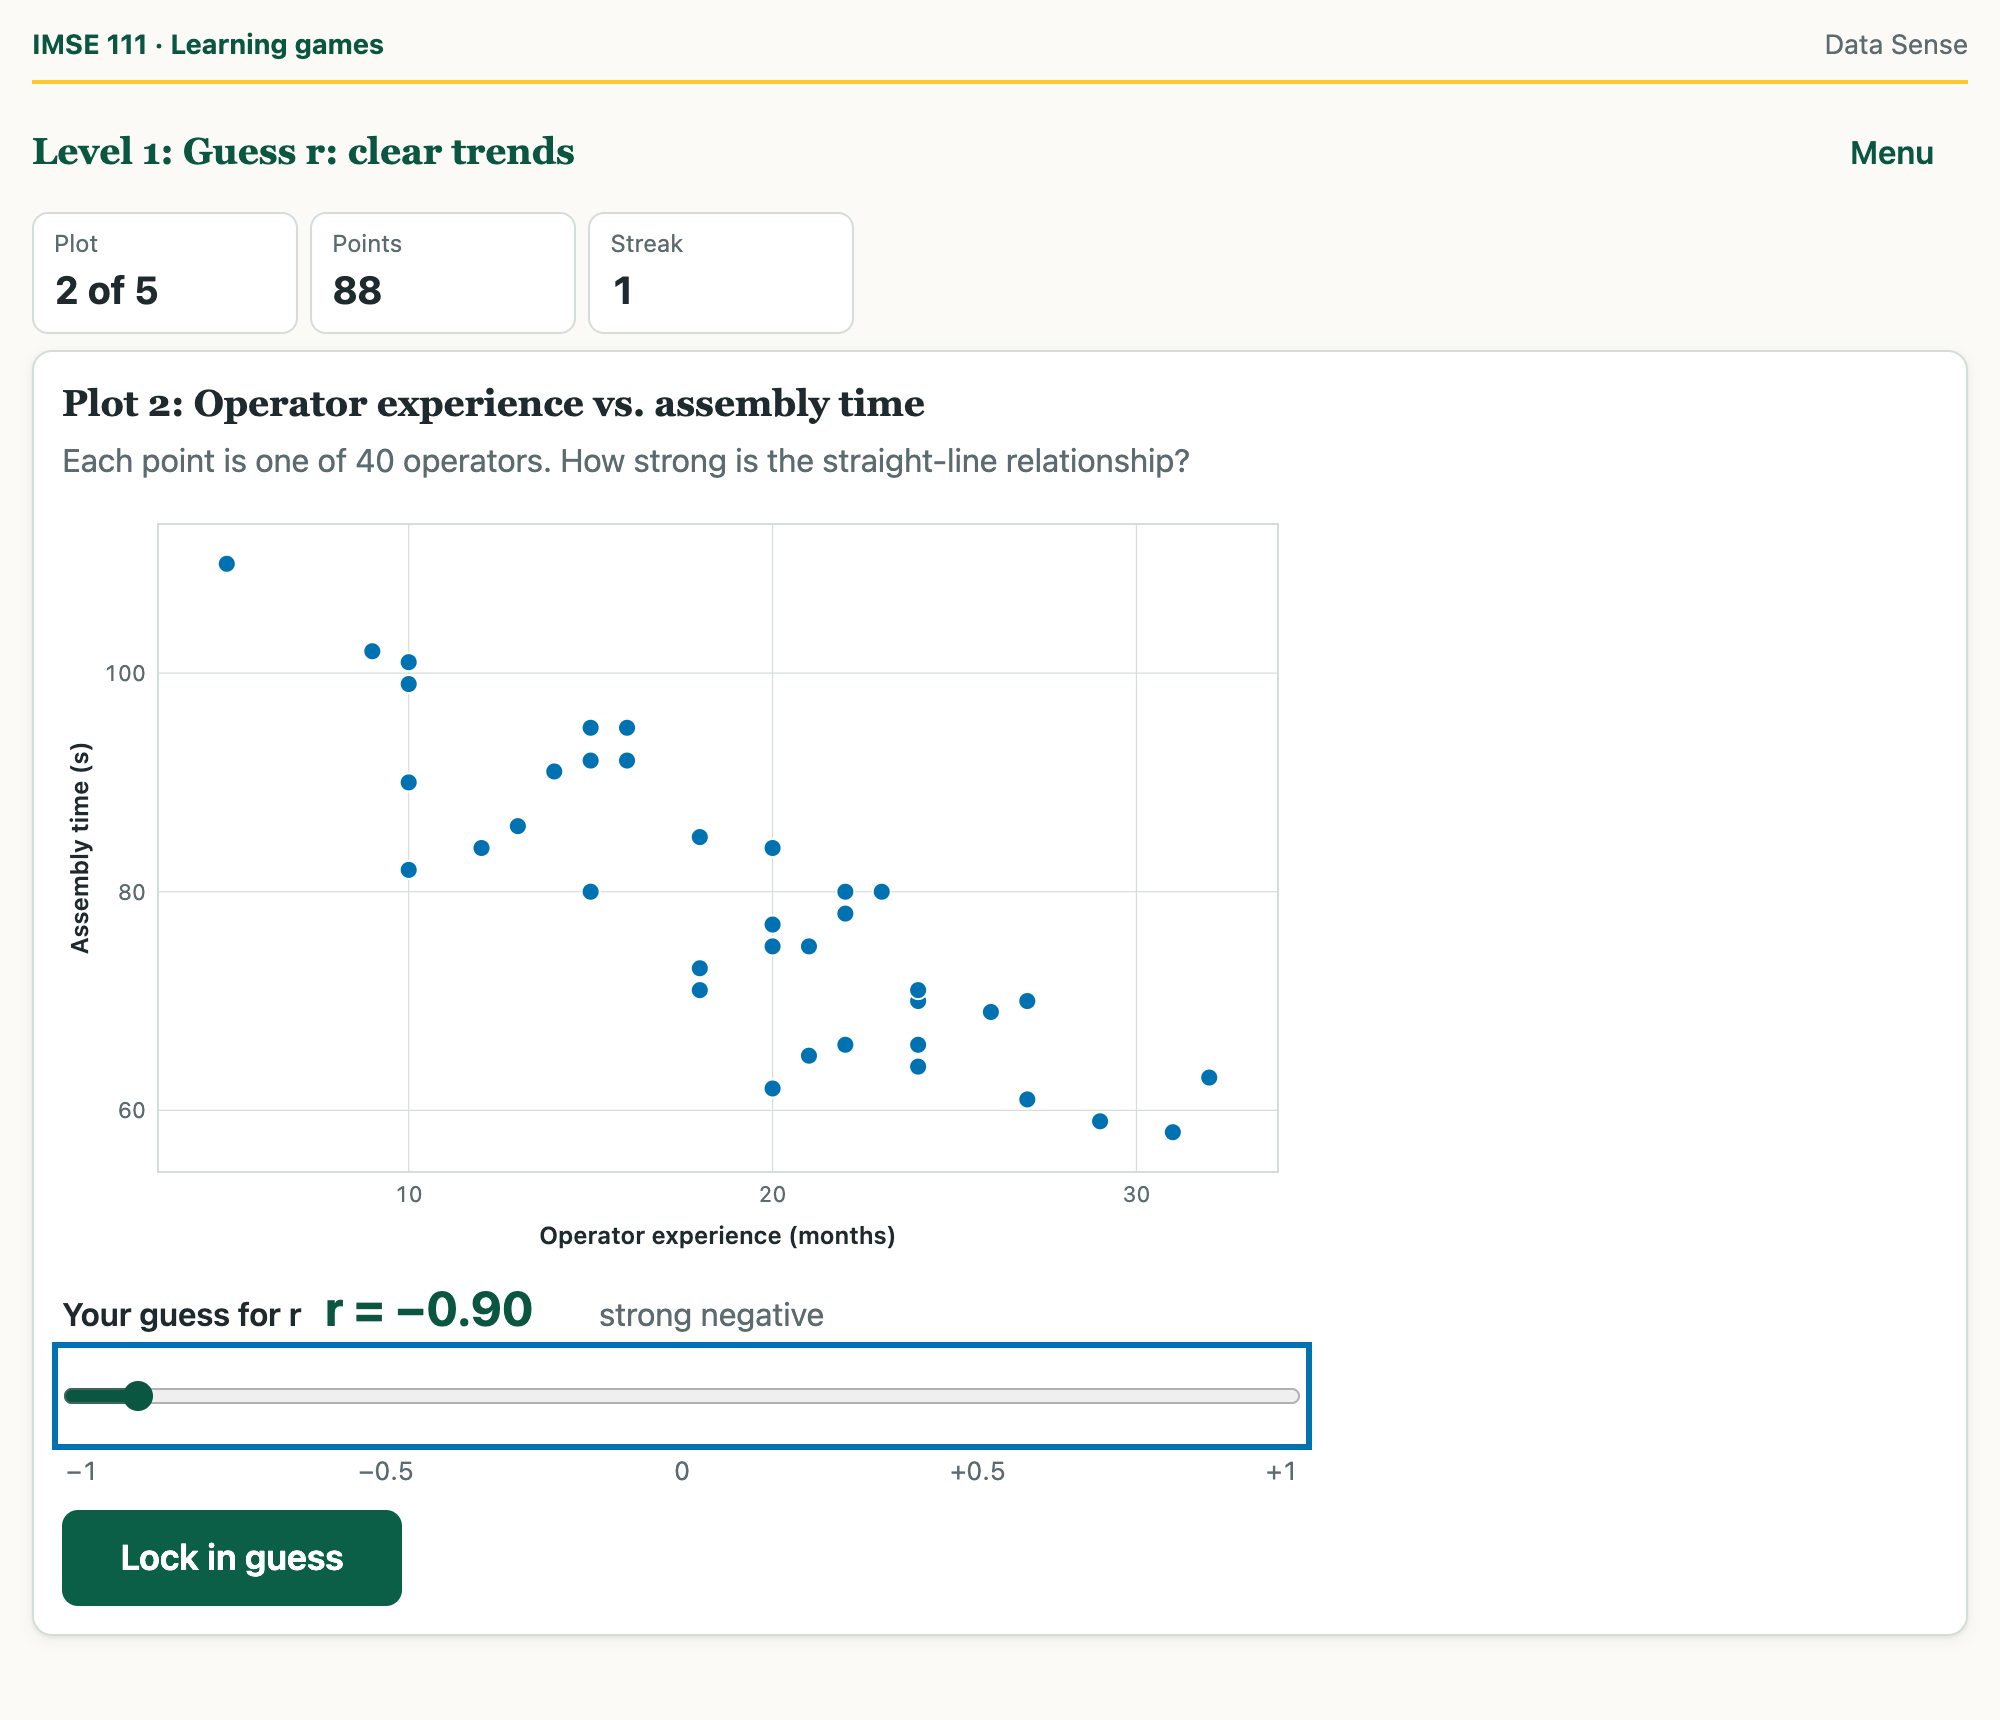 IMSE 111 · Learning games
Data Sense
Level 1: Guess r: clear trends
Menu
Plot
2 of 5
Points
88
Streak
1
Plot 2: Operator experience vs. assembly time
Each point is one of 40 operators. How strong is the straight-line relationship?
Assembly time (s)
100
80
60
10
20
30
Operator experience (months)
Your guess for r r = −0.90 strong negative
−1 −0.5 0 +0.5 +1
Lock in guess